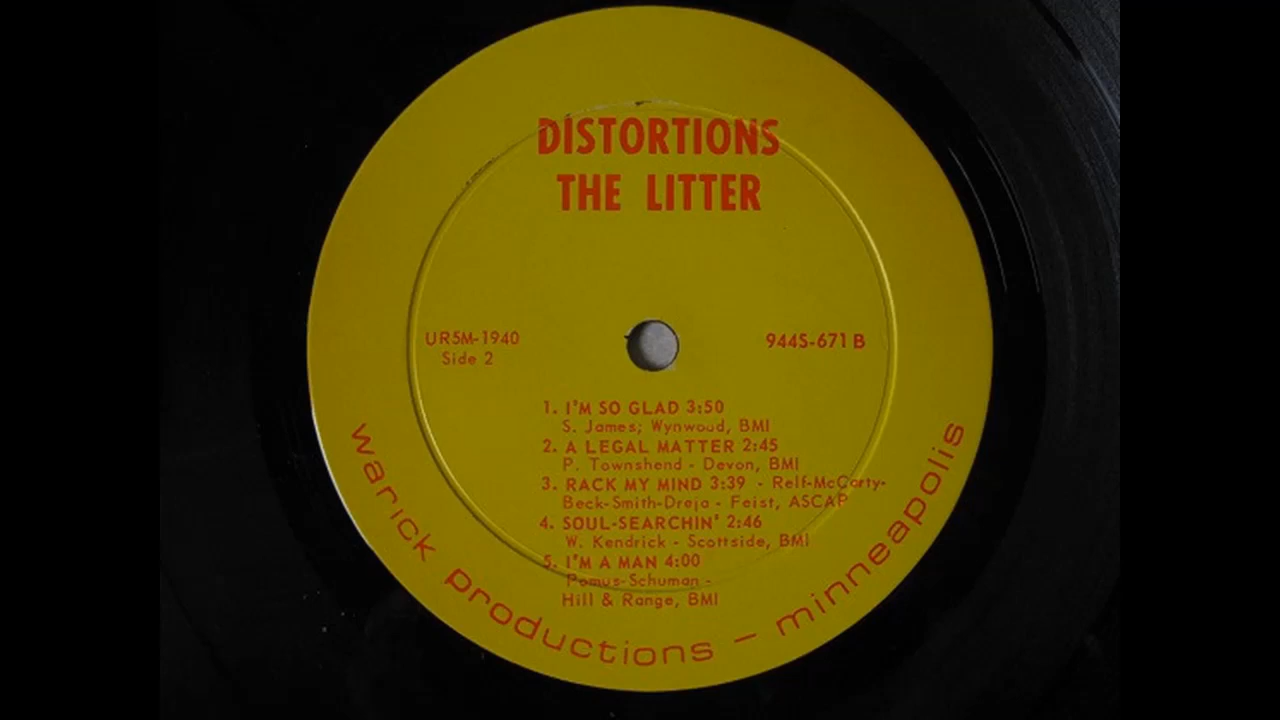 DISTORTIONS
THE LITTER
UR5M-1940
Side 2
944S-671 B
1. I'M SO GLAD 3:50
S. James; Wynwood, BMI
2. A LEGAL MATTER 2:45
P. Townshend - Devon, BMI
3. RACK MY MIND 3:39 - Relf-McCarty-
Beck-Smith-Dreja - Feist, ASCAP
4. SOUL-SEARCHIN' 2:46
W. Kendrick - Scottside, BMI
5. I'M A MAN 4:00
Pomus-Schuman -
Hill & Range, BMI
warick productions - minneapolis